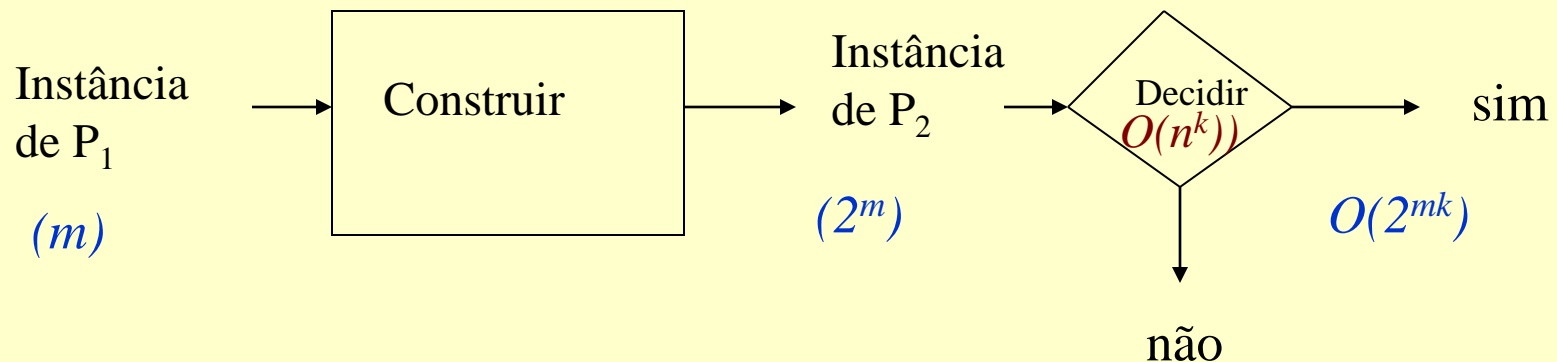 Instância
de P₁
(m)
Construir
Instância
de P₂
(2ᵐ)
Decidir
O(nᵏ))
sim
O(2ᵐᵏ)
não